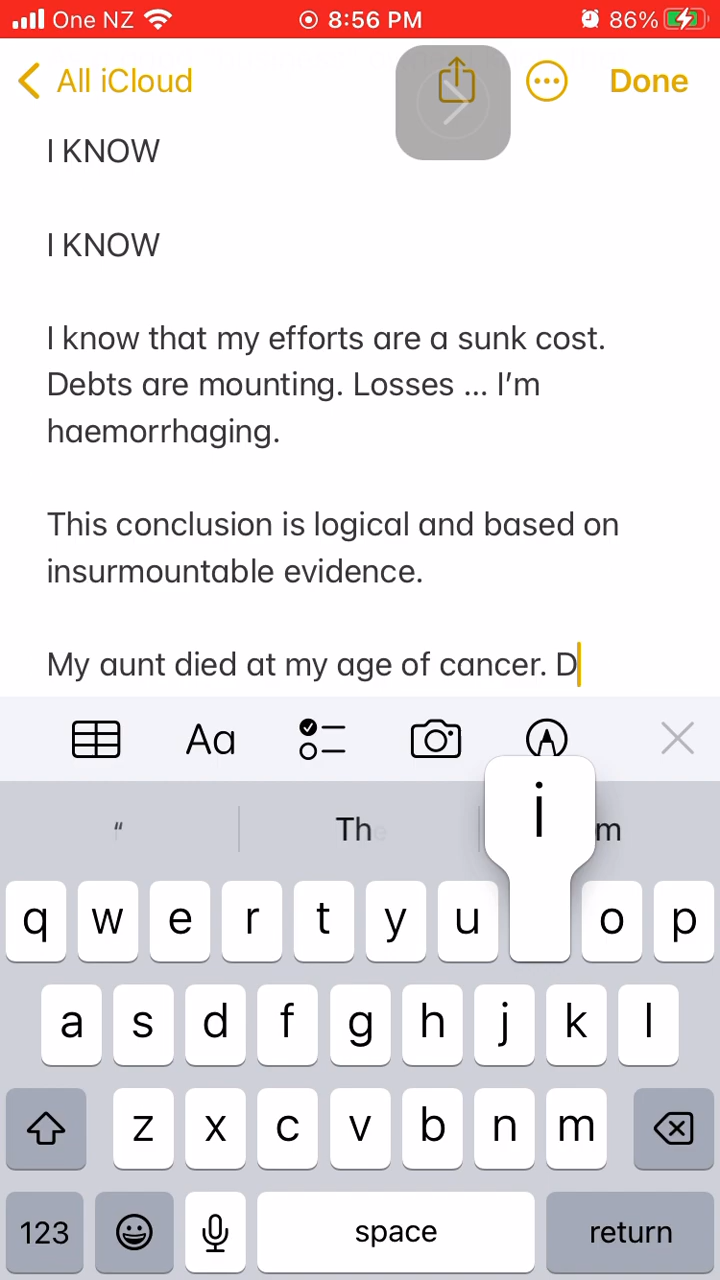 One NZ 8:56 PM 86%
All iCloud Done
I KNOW
I KNOW
I know that my efforts are a sunk cost.
Debts are mounting. Losses ... I'm
haemorrhaging.
This conclusion is logical and based on
insurmountable evidence.
My aunt died at my age of cancer. D
Aa
" The m
i
q w e r t y u o p
a s d f g h j k l
z x c v b n m
123 space return